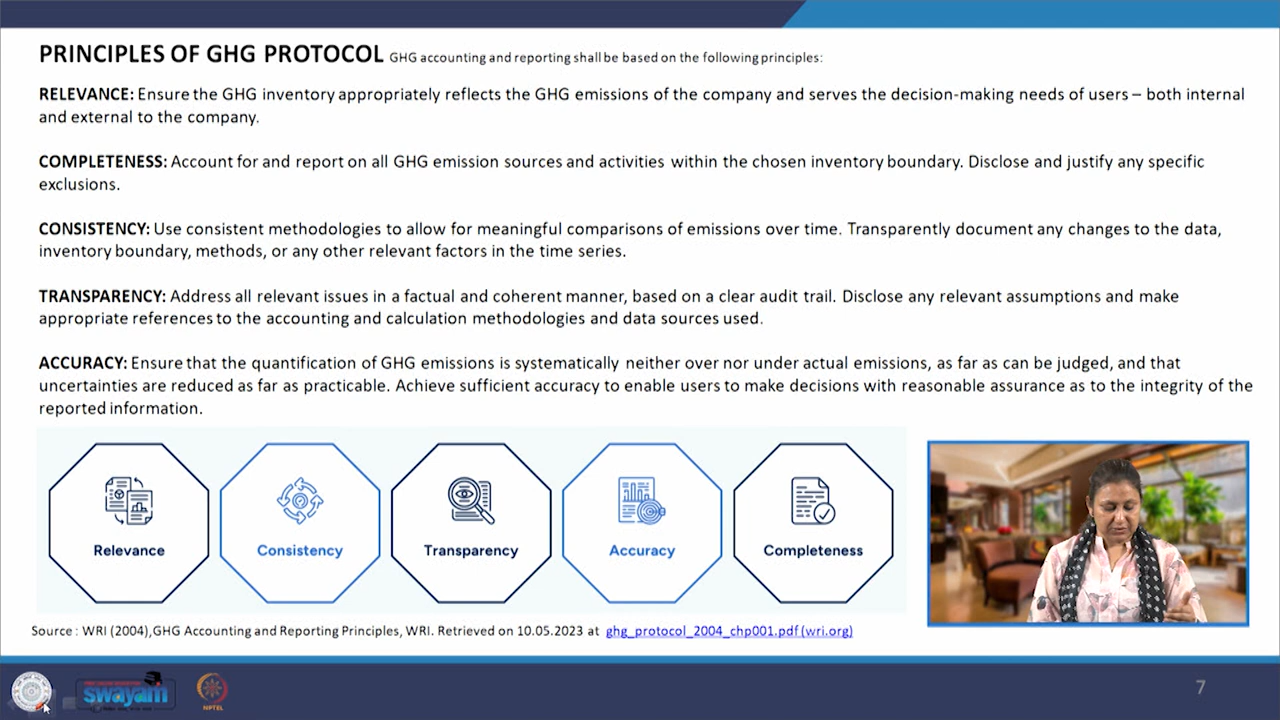 PRINCIPLES OF GHG PROTOCOL GHG accounting and reporting shall be based on the following principles:
RELEVANCE: Ensure the GHG inventory appropriately reflects the GHG emissions of the company and serves the decision-making needs of users – both internal
and external to the company.
COMPLETENESS: Account for and report on all GHG emission sources and activities within the chosen inventory boundary. Disclose and justify any specific
exclusions.
CONSISTENCY: Use consistent methodologies to allow for meaningful comparisons of emissions over time. Transparently document any changes to the data,
inventory boundary, methods, or any other relevant factors in the time series.
TRANSPARENCY: Address all relevant issues in a factual and coherent manner, based on a clear audit trail. Disclose any relevant assumptions and make
appropriate references to the accounting and calculation methodologies and data sources used.
ACCURACY: Ensure that the quantification of GHG emissions is systematically neither over nor under actual emissions, as far as can be judged, and that
uncertainties are reduced as far as practicable. Achieve sufficient accuracy to enable users to make decisions with reasonable assurance as to the integrity of the
reported information.
Relevance
Consistency
Transparency
Accuracy
Completeness
Source : WRI (2004),GHG Accounting and Reporting Principles, WRI. Retrieved on 10.05.2023 at ghg_protocol_2004_chp001.pdf (wri.org)
swayam
NPTEL
7